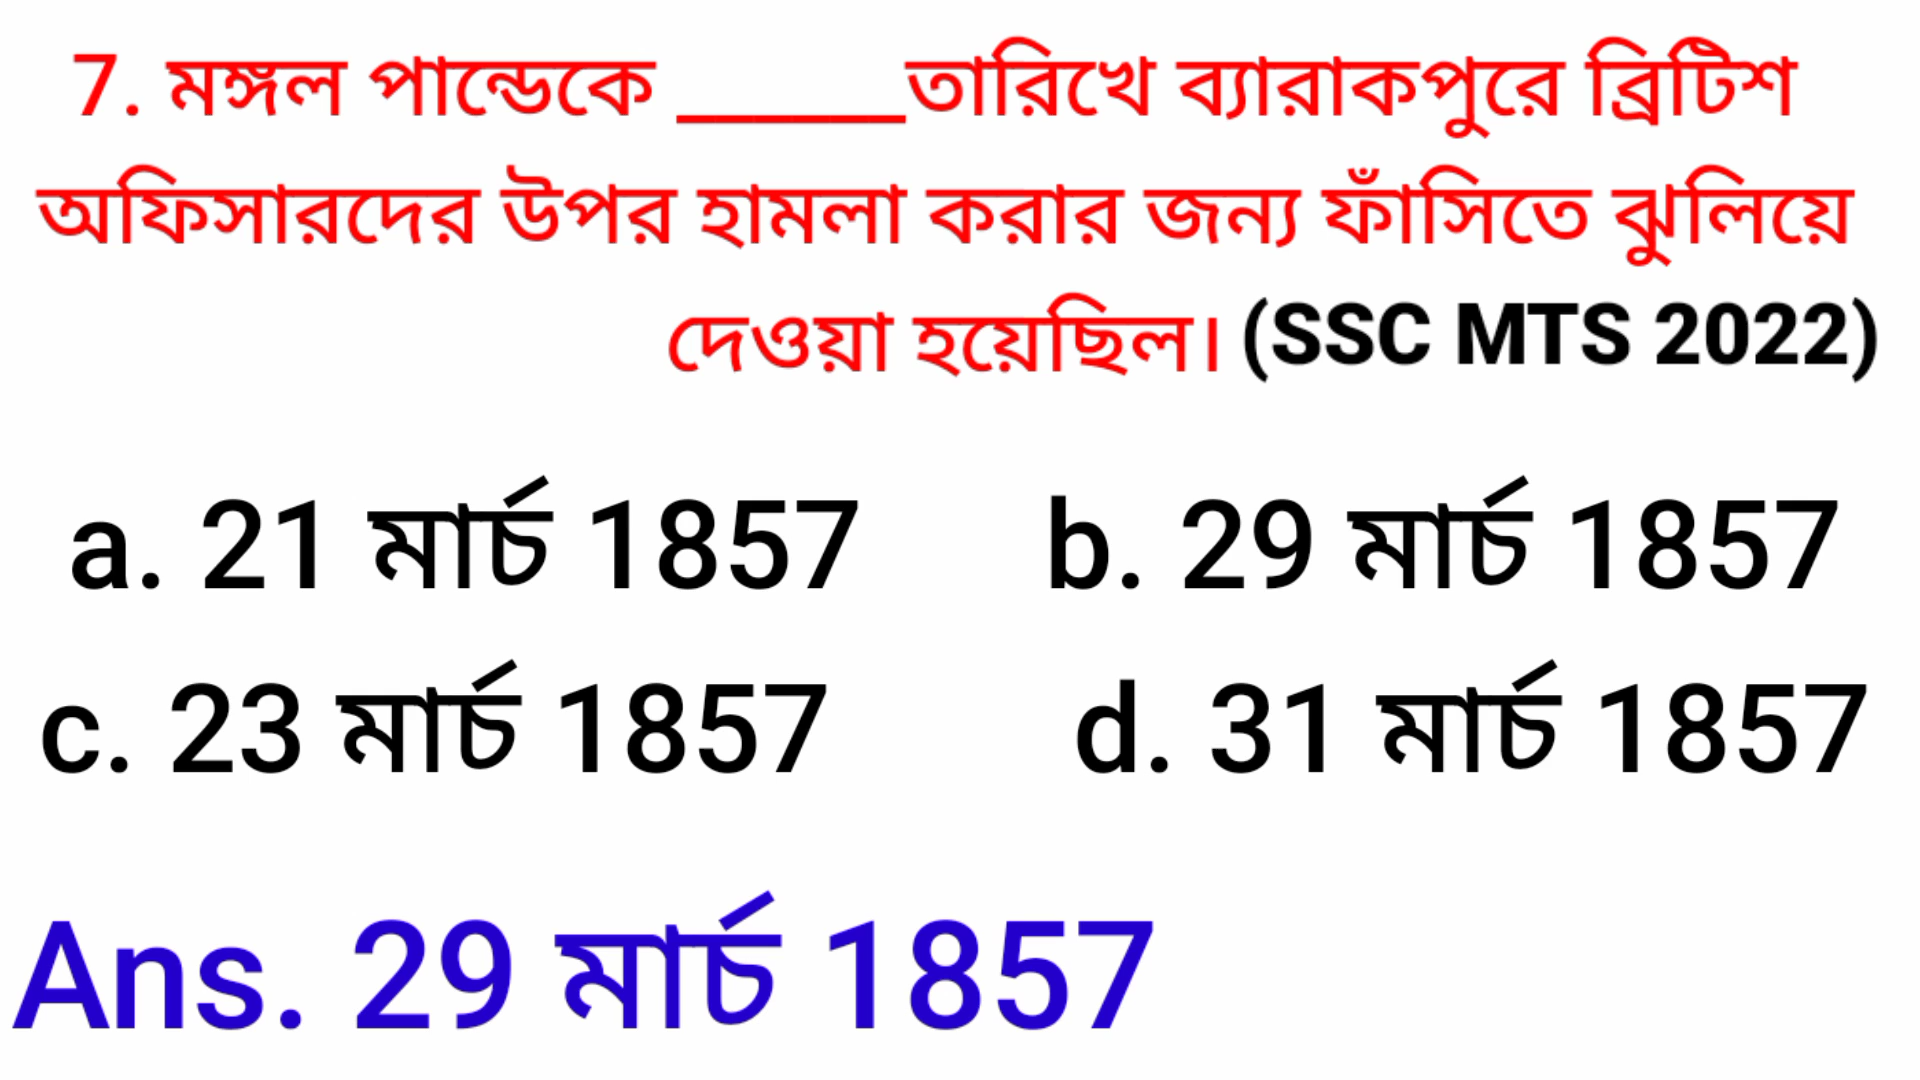 7. মঙ্গল পান্ডেকে ______তারিখে ব্যারাকপুরে ব্রিটিশ
অফিসারদের উপর হামলা করার জন্য ফাঁসিতে ঝুলিয়ে
দেওয়া হয়েছিল। (SSC MTS 2022)
a. 21 মার্চ 1857 b. 29 মার্চ 1857
c. 23 মার্চ 1857 d. 31 মার্চ 1857
Ans. 29 মার্চ 1857